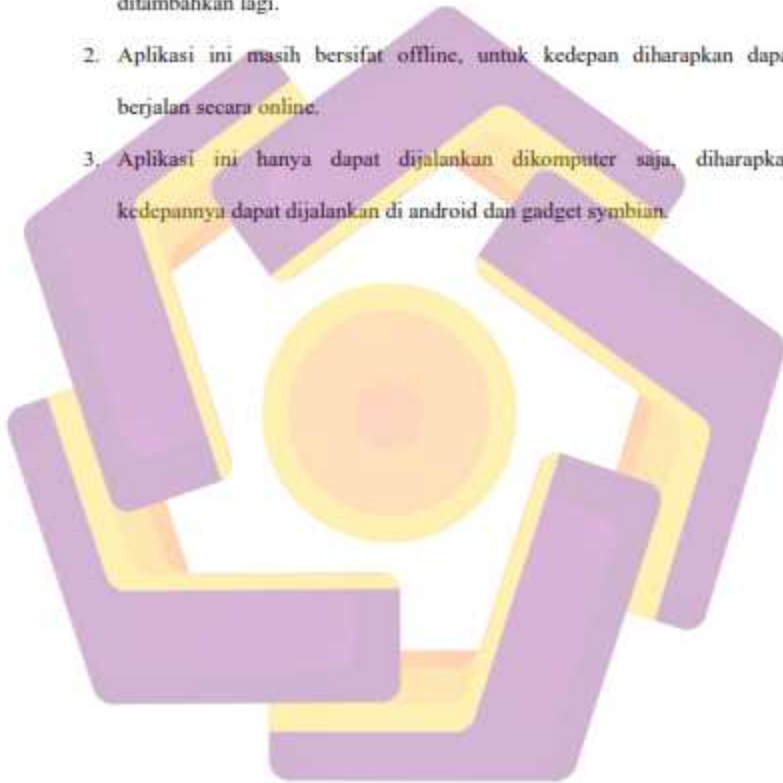 ditambahkan lagi.
2. Aplikasi ini masih bersifat offline, untuk kedepan diharapkan dapa
berjalan secara online.
3. Aplikasi ini hanya dapat dijalankan dikomputer saja, diharapka
kedepannya dapat dijalankan di android dan gadget symbian.